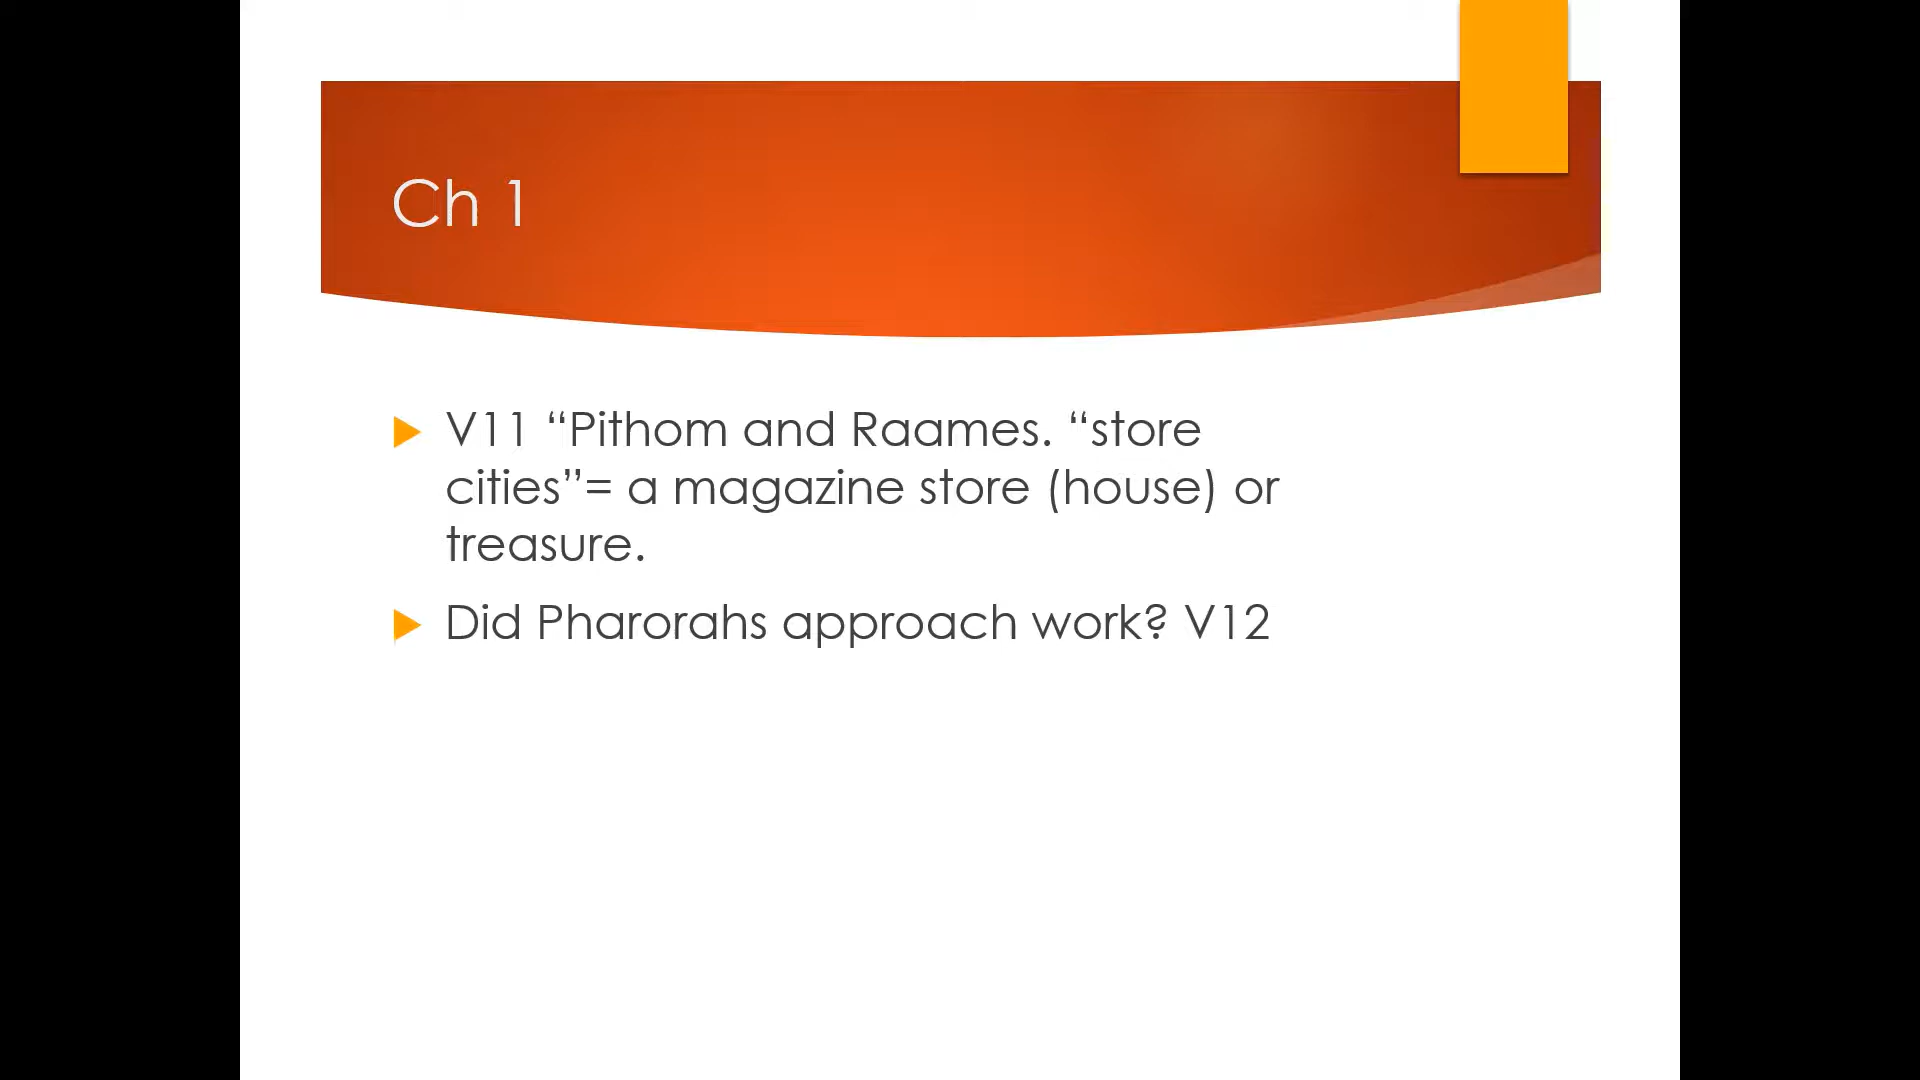 Ch 1
V11 “Pithom and Raames. “store
cities”= a magazine store (house) or
treasure.
Did Pharorahs approach work? V12